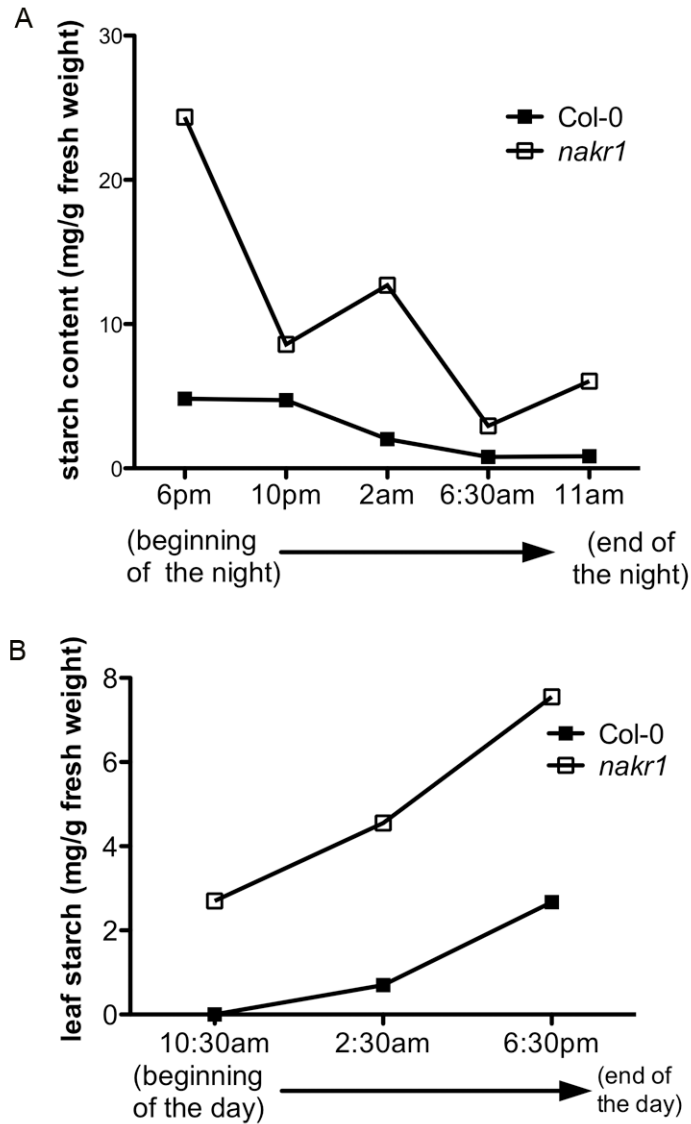 A
30
20
10
0
starch content (mg/g fresh weight)
Col-0
nakr1
6pm 10pm 2am 6:30am 11am
(beginning
of the night)
(end of
the night)
B
8
6
4
2
0
leaf starch (mg/g fresh weight)
Col-0
nakr1
10:30am 2:30am 6:30pm
(beginning
of the day)
(end of
the day)